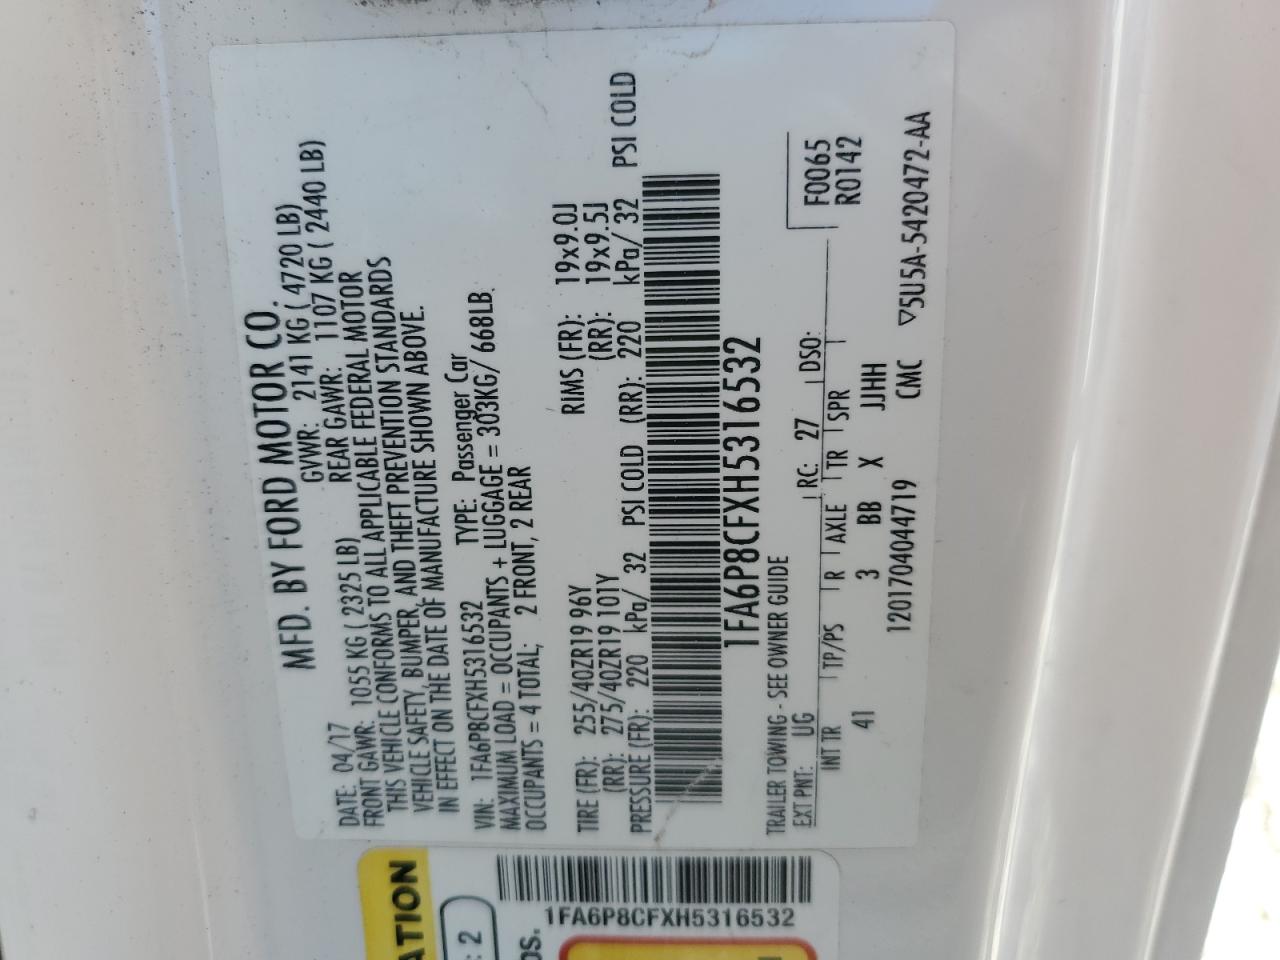 MFD. BY FORD MOTOR CO.
DATE: 04/17 GVWR: 2141 KG ( 4720 LB)
FRONT GAWR: 1055 KG ( 2325 LB) REAR GAWR: 1107 KG ( 2440 LB)
THIS VEHICLE CONFORMS TO ALL APPLICABLE FEDERAL MOTOR
VEHICLE SAFETY, BUMPER, AND THEFT PREVENTION STANDARDS
IN EFFECT ON THE DATE OF MANUFACTURE SHOWN ABOVE.
VIN: 1FA6P8CFXH5316532 TYPE: Passenger Car
MAXIMUM LOAD = OCCUPANTS + LUGGAGE = 303KG/ 668LB.
OCCUPANTS = 4 TOTAL; 2 FRONT, 2 REAR
TIRE (FR): 255/40ZR19 96Y RIMS (FR): 19x9.0J
(RR): 275/40ZR19 101Y (RR): 19x9.5J
PRESSURE (FR): 220 kPa/ 32 PSI COLD (RR): 220 kPa/ 32 PSI COLD
1FA6P8CFXH5316532
TRAILER TOWING - SEE OWNER GUIDE
F0065
R0142
EXT PNT: UG RC: 27 DSO:
INT TR TP/PS R AXLE TR SPR
41 3 BB X JJHH
12017040447​19 CMC ▽5U5A-5420472-AA
ATION
: 2
DS.
1FA6P8CFXH5316532